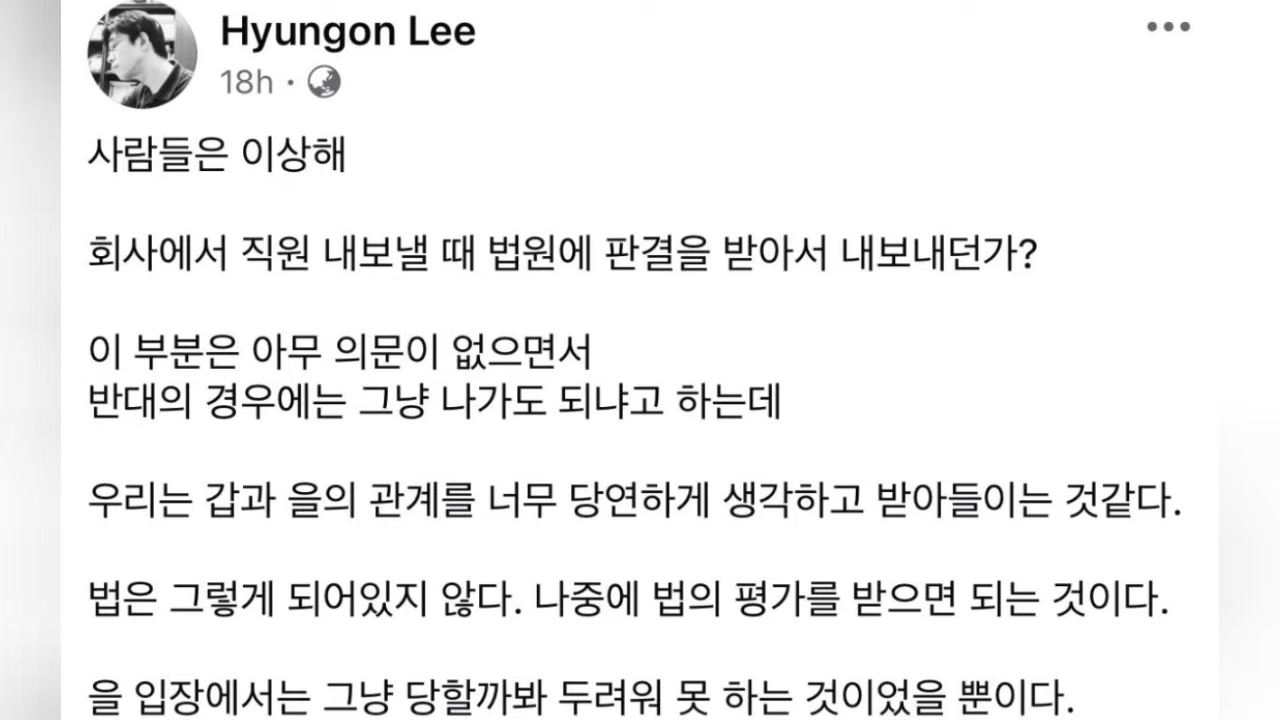 Hyungon Lee
18h ·
사람들은 이상해
회사에서 직원 내보낼 때 법원에 판결을 받아서 내보내던가?
이 부분은 아무 의문이 없으면서
반대의 경우에는 그냥 나가도 되냐고 하는데
우리는 갑과 을의 관계를 너무 당연하게 생각하고 받아들이는 것같다.
법은 그렇게 되어있지 않다. 나중에 법의 평가를 받으면 되는 것이다.
을 입장에서는 그냥 당할까봐 두려워 못 하는 것이었을 뿐이다.